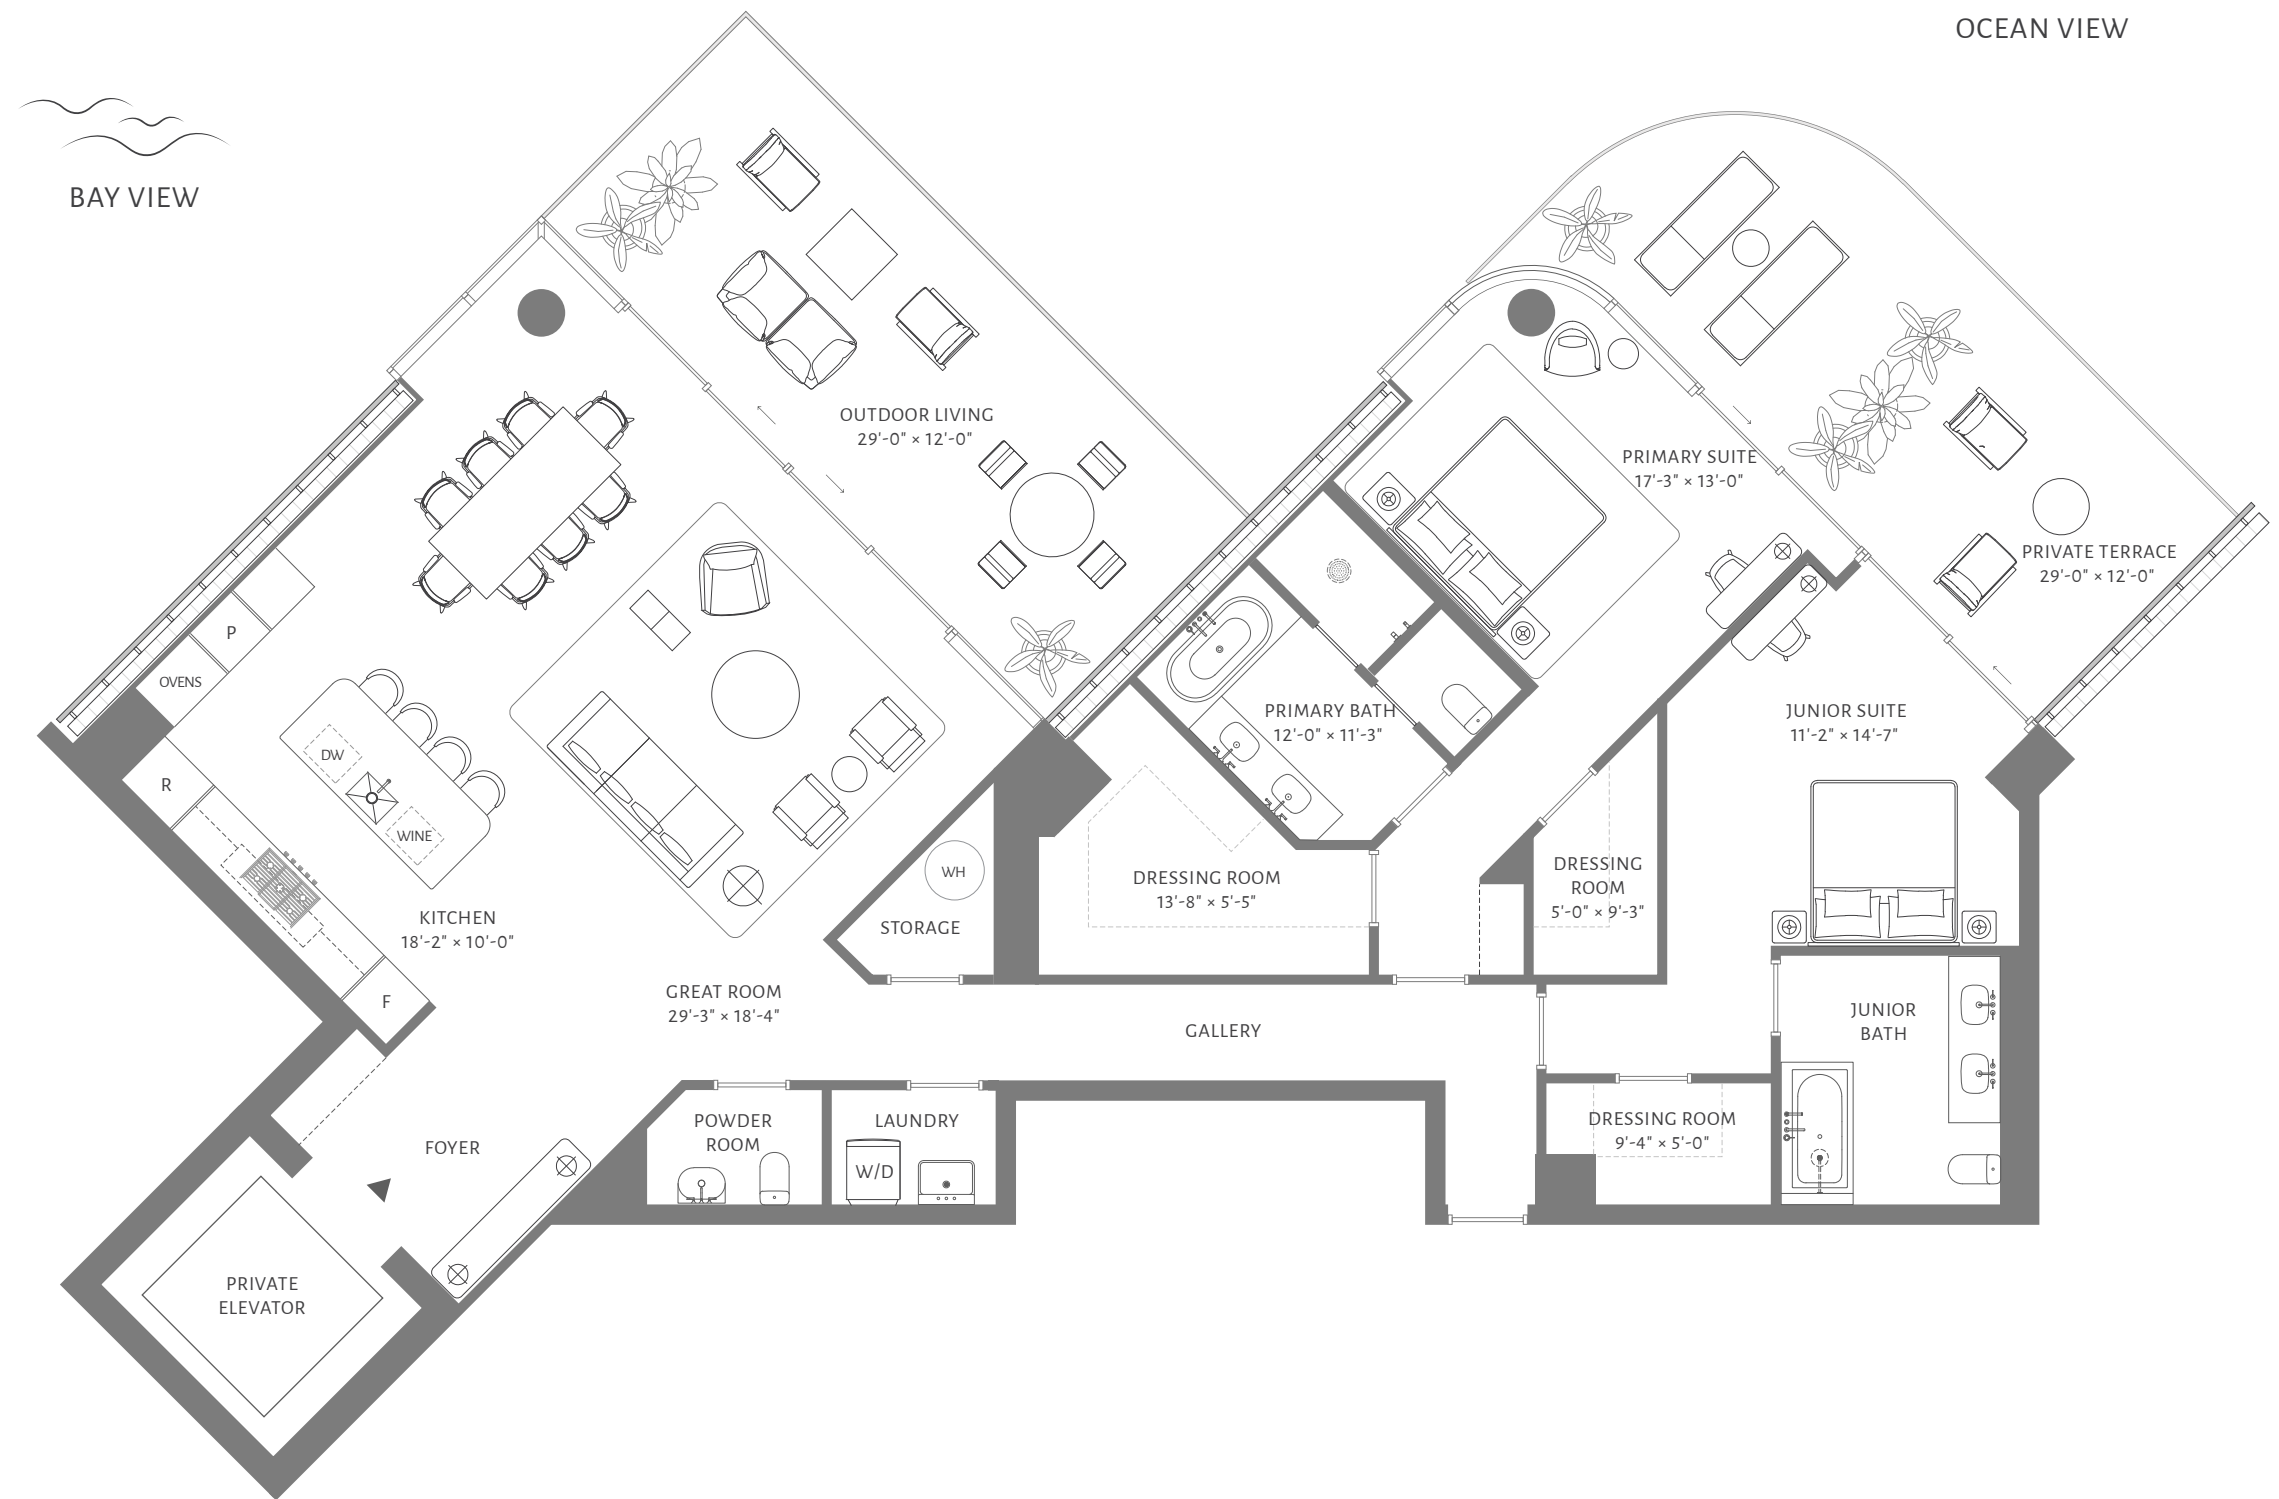 OCEAN VIEW
BAY VIEW
OUTDOOR LIVING
29'-0" × 12'-0"
PRIMARY SUITE
17'-3" × 13'-0"
PRIVATE TERRACE
29'-0" × 12'-0"
P
OVENS
PRIMARY BATH
12'-0" × 11'-3"
JUNIOR SUITE
11'-2" × 14'-7"
DW
R
WINE
WH
DRESSING ROOM
13'-8" × 5'-5"
DRESSING
ROOM
5'-0" × 9'-3"
KITCHEN
18'-2" × 10'-0"
STORAGE
F
GREAT ROOM
29'-3" × 18'-4"
GALLERY
JUNIOR
BATH
FOYER
POWDER
ROOM
LAUNDRY
W/D
DRESSING ROOM
9'-4" × 5'-0"
PRIVATE
ELEVATOR